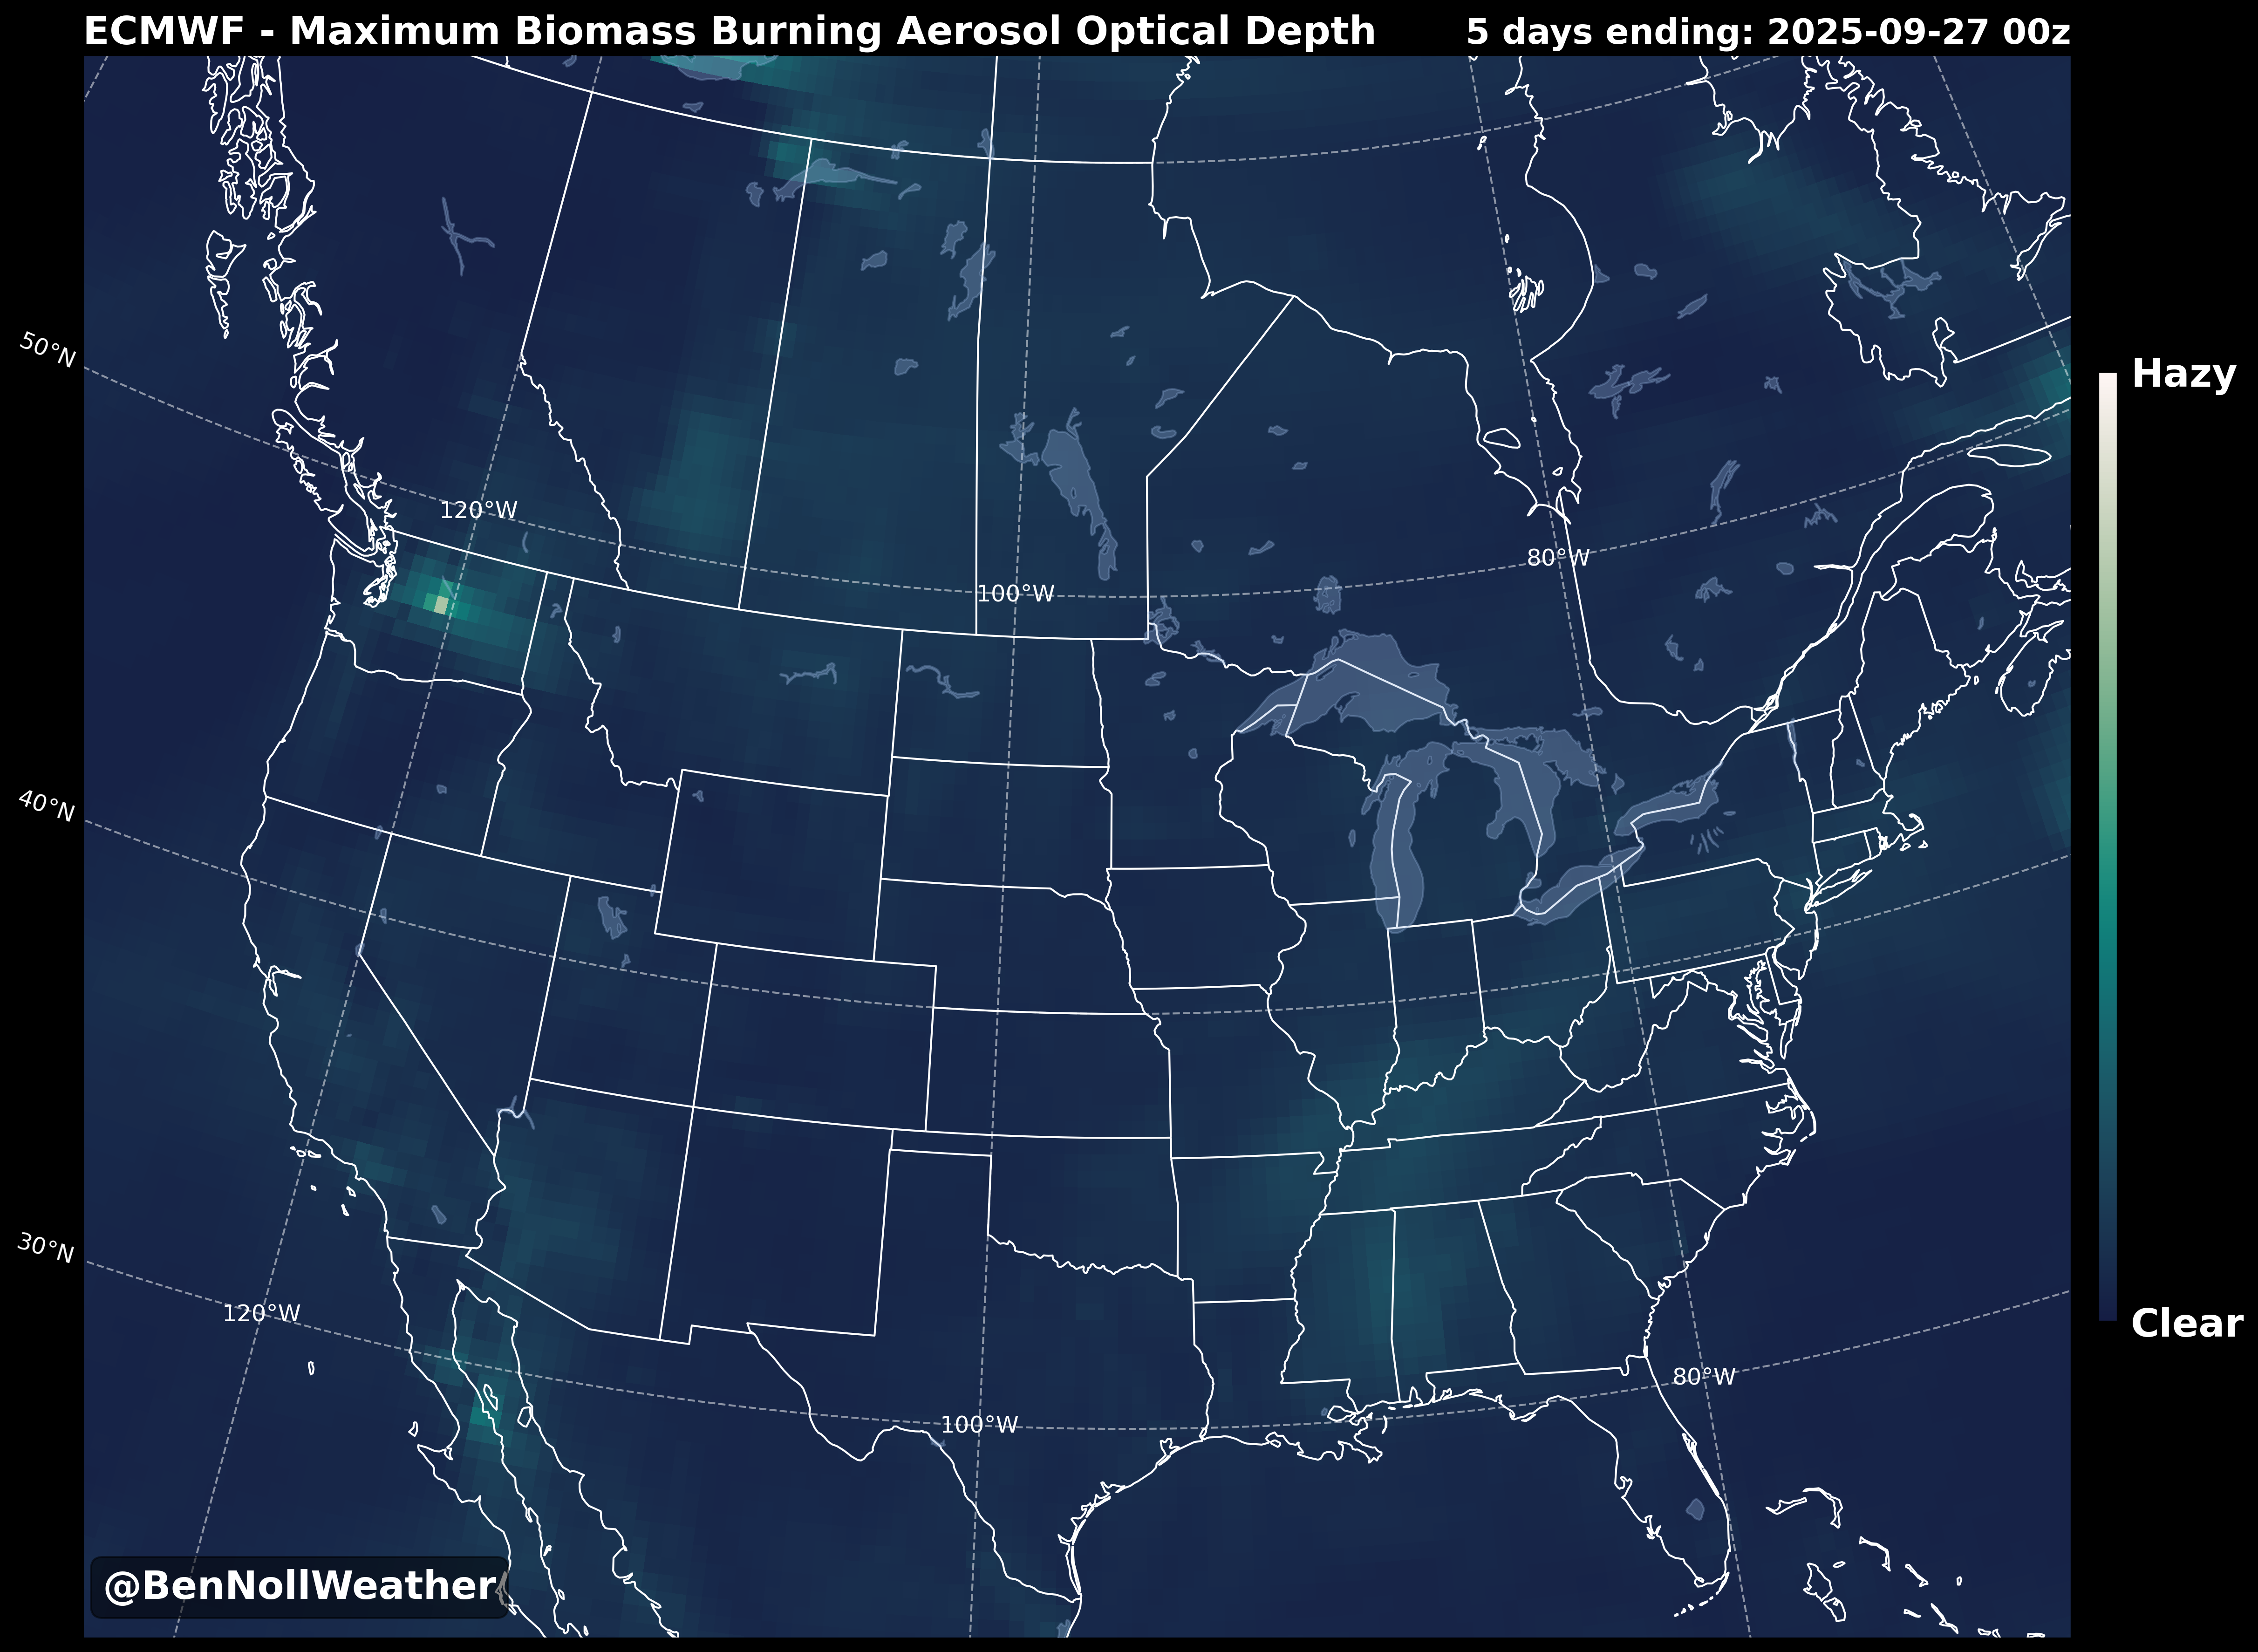 ECMWF - Maximum Biomass Burning Aerosol Optical Depth
5 days ending: 2025-09-27 00z
50°N
Hazy
120°W
80°W
100°W
40°N
30°N
120°W
Clear
80°W
100°W
@BenNollWeather